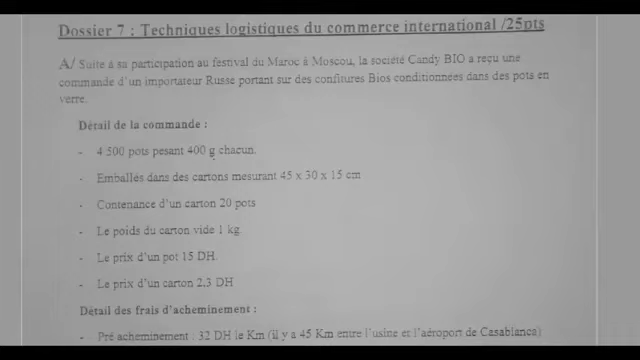 Dossier 7 : Techniques logistiques du commerce international /25pts
A/ Suite à sa participation au festival du Maroc à Moscou, la société Candy BIO a reçu une
commande d'un importateur Russe portant sur des confitures Bios conditionnées dans des pots en
verre.
Détail de la commande :
- 4 500 pots pesant 400 g chacun.
- Emballés dans des cartons mesurant 45 x 30 x 15 cm
- Contenance d'un carton 20 pots
- Le poids du carton vide 1 kg.
- Le prix d'un pot 15 DH.
- Le prix d'un carton 2.3 DH
Détail des frais d'acheminement :
- Pré acheminement : 32 DH le Km (il y a 45 Km entre l'usine et l'aéroport de Casablanca)